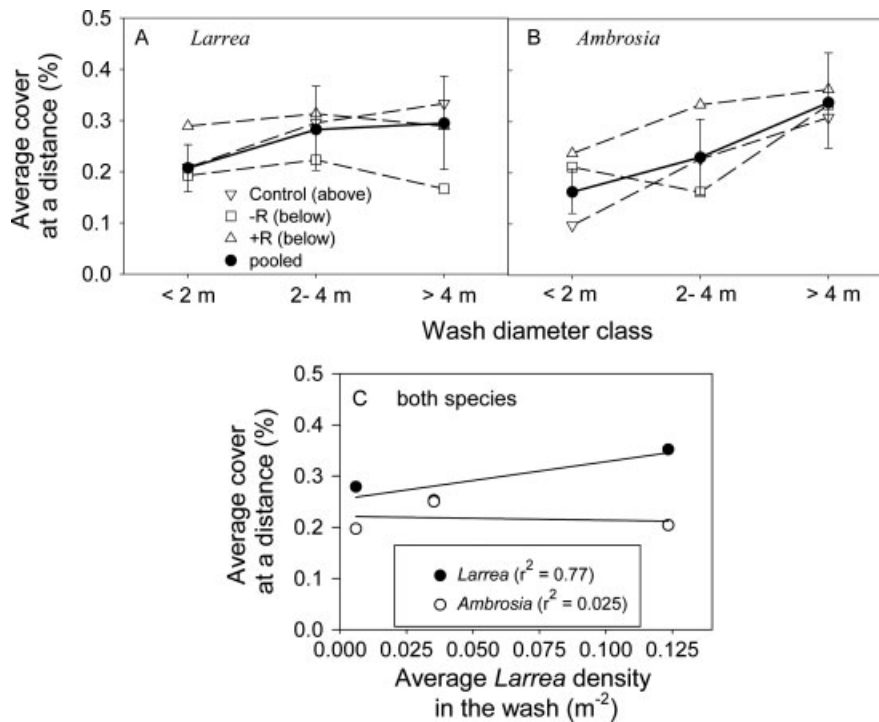 Average cover
at a distance (%)
0.5
0.4
0.3
0.2
0.1
0.0
A Larrea
Control (above)
-R (below)
+R (below)
pooled
< 2 m 2- 4 m > 4 m
B Ambrosia
< 2 m 2- 4 m > 4 m
Wash diameter class
Average cover
at a distance (%)
0.5
0.4
0.3
0.2
0.1
0.0
C both species
Larrea (r² = 0.77)
Ambrosia (r² = 0.025)
0.000 0.025 0.050 0.075 0.100 0.125
Average Larrea density
in the wash (m⁻²)